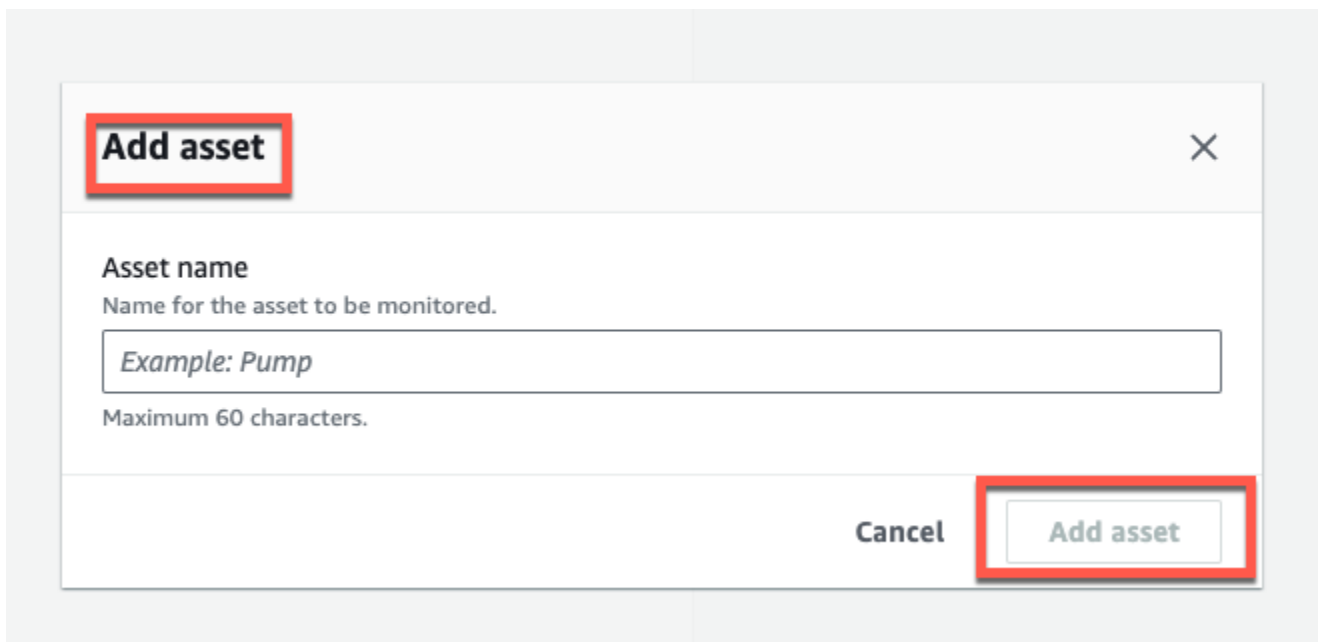 Add asset
Asset name
Name for the asset to be monitored.
Example: Pump
Maximum 60 characters.
Cancel
Add asset